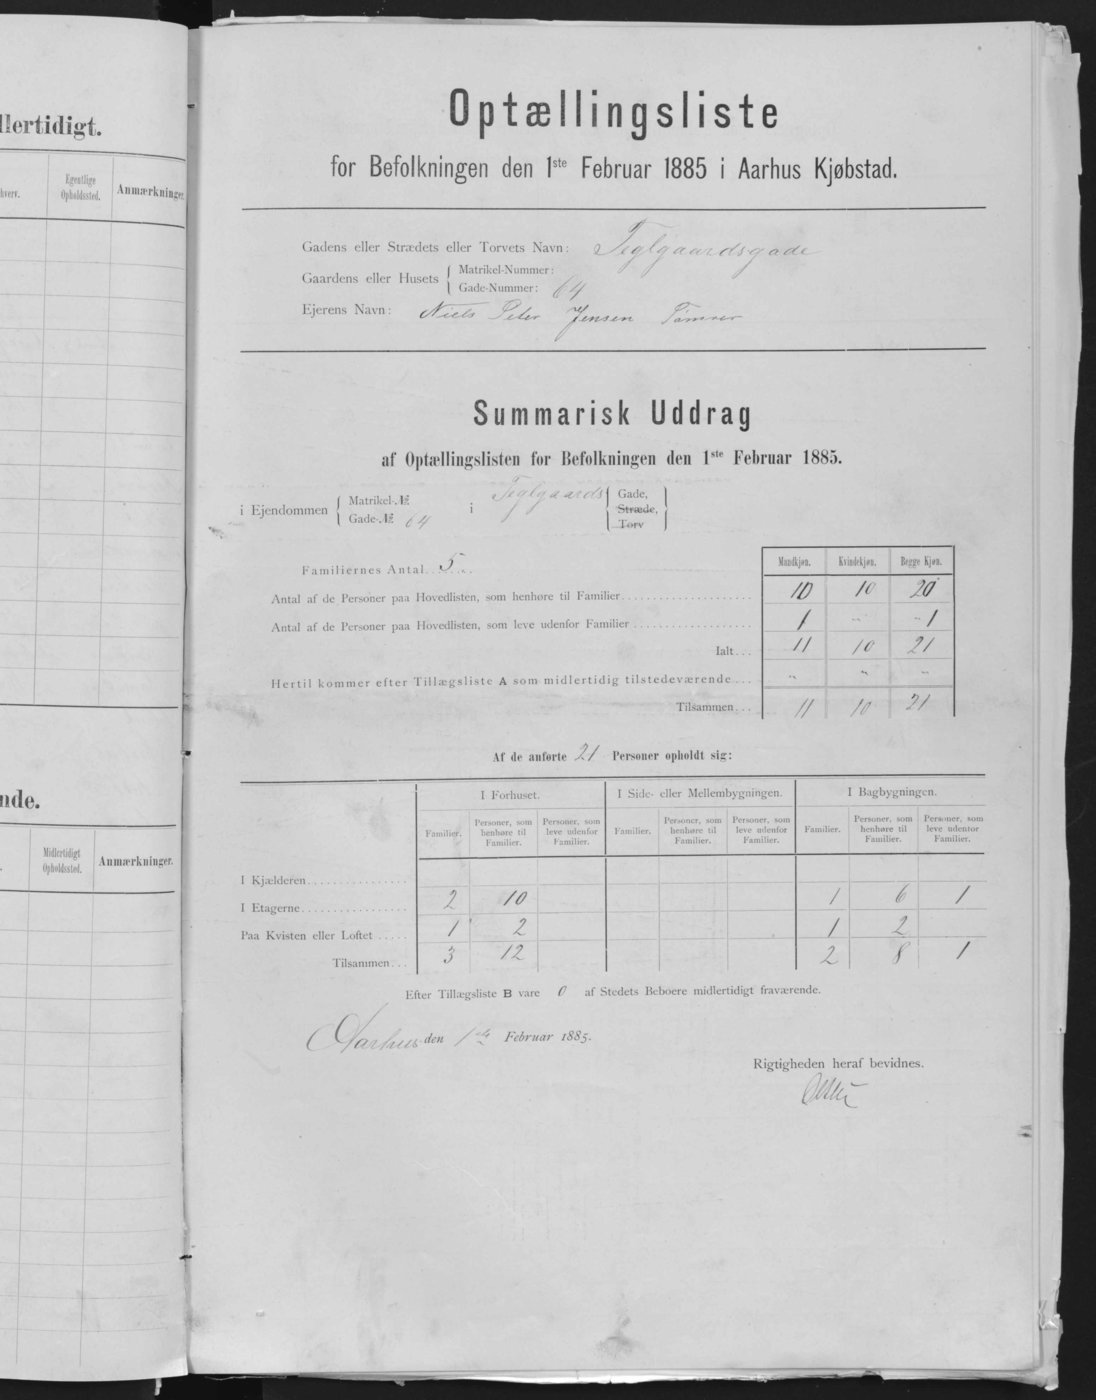 llertidigt.
hverv.
Egentlige Opholdssted.
Anmærkninger.
nde.
Midlertidigt Opholdssted.
Anmærkninger.
Optællingsliste
for Befolkningen den 1ste Februar 1885 i Aarhus Kjøbstad.
Gadens eller Strædets eller Torvets Navn: Teglgaardsgade
Gaardens eller Husets { Matrikel-Nummer:
Gade-Nummer: 64
Ejerens Navn: Niels Peter Jensen Tømrer
Summarisk Uddrag
af Optællingslisten for Befolkningen den 1ste Februar 1885.
i Ejendommen { Matrikel-№
Gade-№ 64
i Teglgaards { Gade,
Stræde,
Torv }
Familiernes Antal 5
Mandkjøn. Kvindekjøn. Begge Kjøn.
Antal af de Personer paa Hovedlisten, som henhøre til Familier 10 10 20
Antal af de Personer paa Hovedlisten, som leve udenfor Familier 1 " " 1
Ialt 11 10 21
Hertil kommer efter Tillægsliste A som midlertidig tilstedeværende " " "
Tilsammen 11 10 21
Af de anførte 21 Personer opholdt sig:
I Forhuset. I Side- eller Mellembygningen. I Bagbygningen.
Familier. Personer, som henhøre til Familier. Personer, som leve udenfor Familier. Familier. Personer, som henhøre til Familier. Personer, som leve udenfor Familier. Familier. Personer, som henhøre til Familier. Personer, som leve udenfor Familier.
I Kjælderen
I Etagerne 2 10 1 6 1
Paa Kvisten eller Loftet 1 2 1 2
Tilsammen 3 12 2 8 1
Efter Tillægsliste B vare 0 af Stedets Beboere midlertidigt fraværende.
Aarhus den 1ste Februar 1885.
Rigtigheden heraf bevidnes.